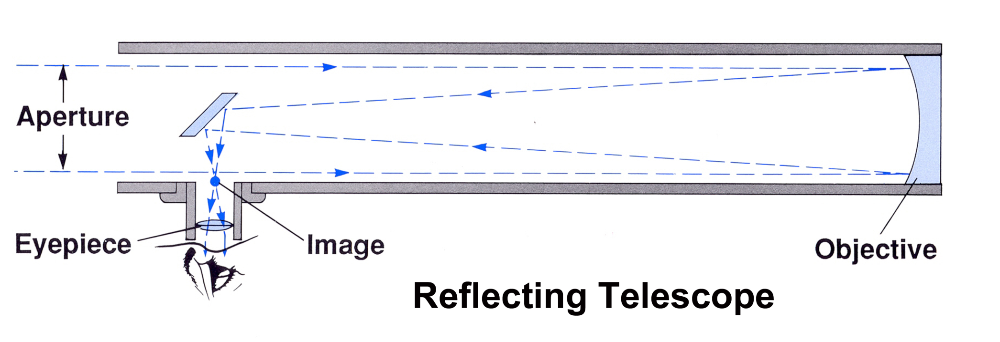 Aperture
Eyepiece
Image
Objective
Reflecting Telescope